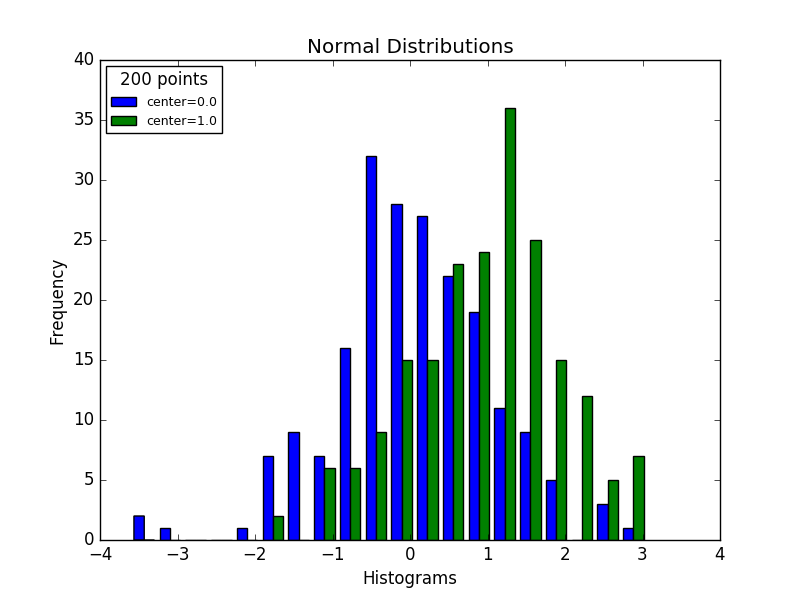 Normal Distributions
200 points
center=0.0
center=1.0
40
35
30
25
20
15
10
5
0
Frequency
−4 −3 −2 −1 0 1 2 3 4
Histograms